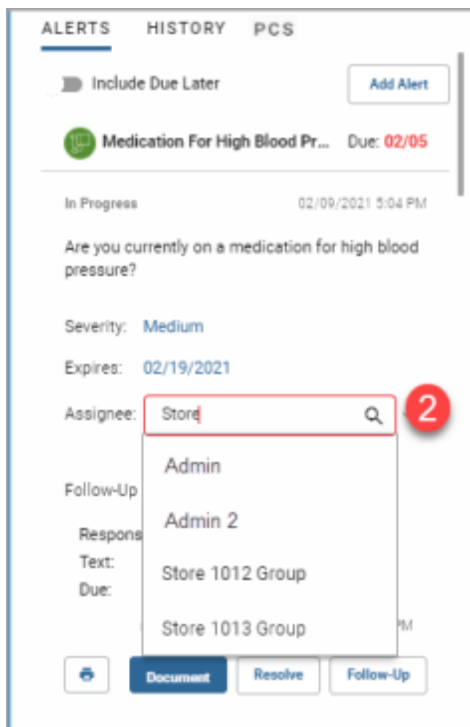 ALERTS HISTORY PCS
Include Due Later Add Alert
Medication For High Blood Pr... Due: 02/05
In Progress 02/09/2021 5:04 PM
Are you currently on a medication for high blood
pressure?
Severity: Medium
Expires: 02/19/2021
Assignee: Store 2
Admin
Follow-Up
Admin 2
Respons
Text:
Store 1012 Group
Due:
Store 1013 Group PM
Document Resolve Follow-Up